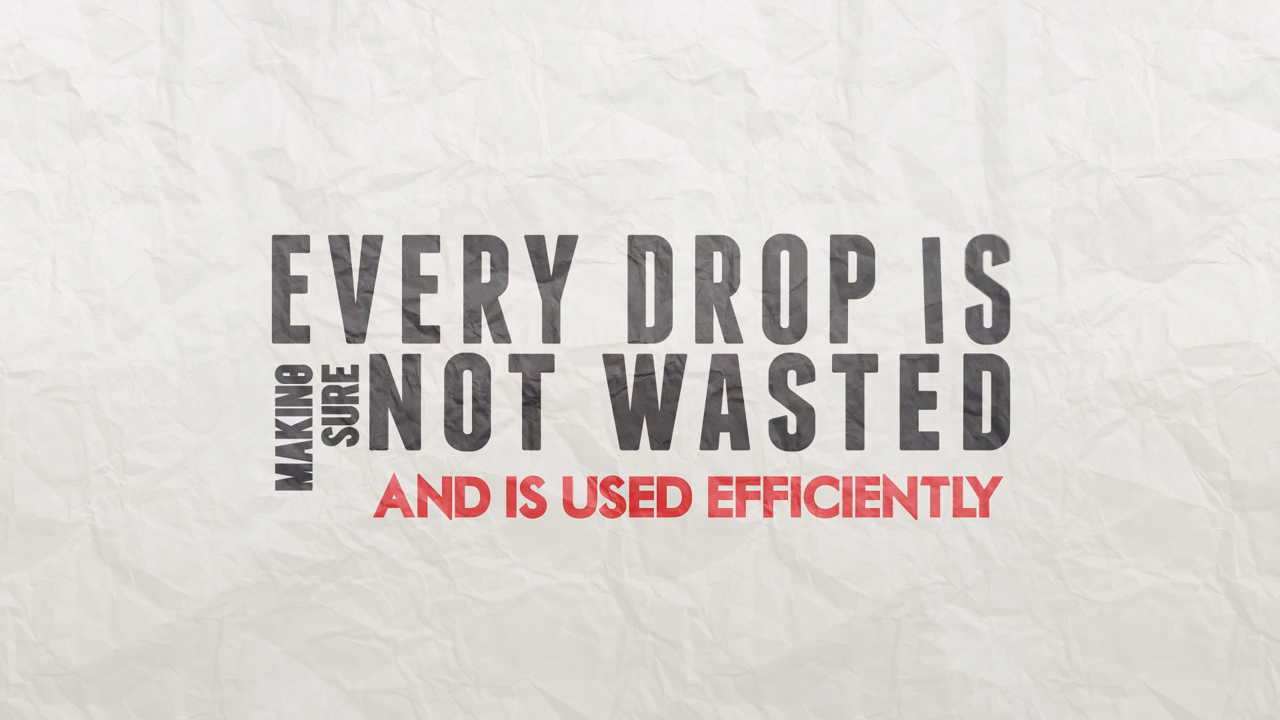 MAKING
SURE
EVERY DROP IS
NOT WASTED
AND IS USED EFFICIENTLY